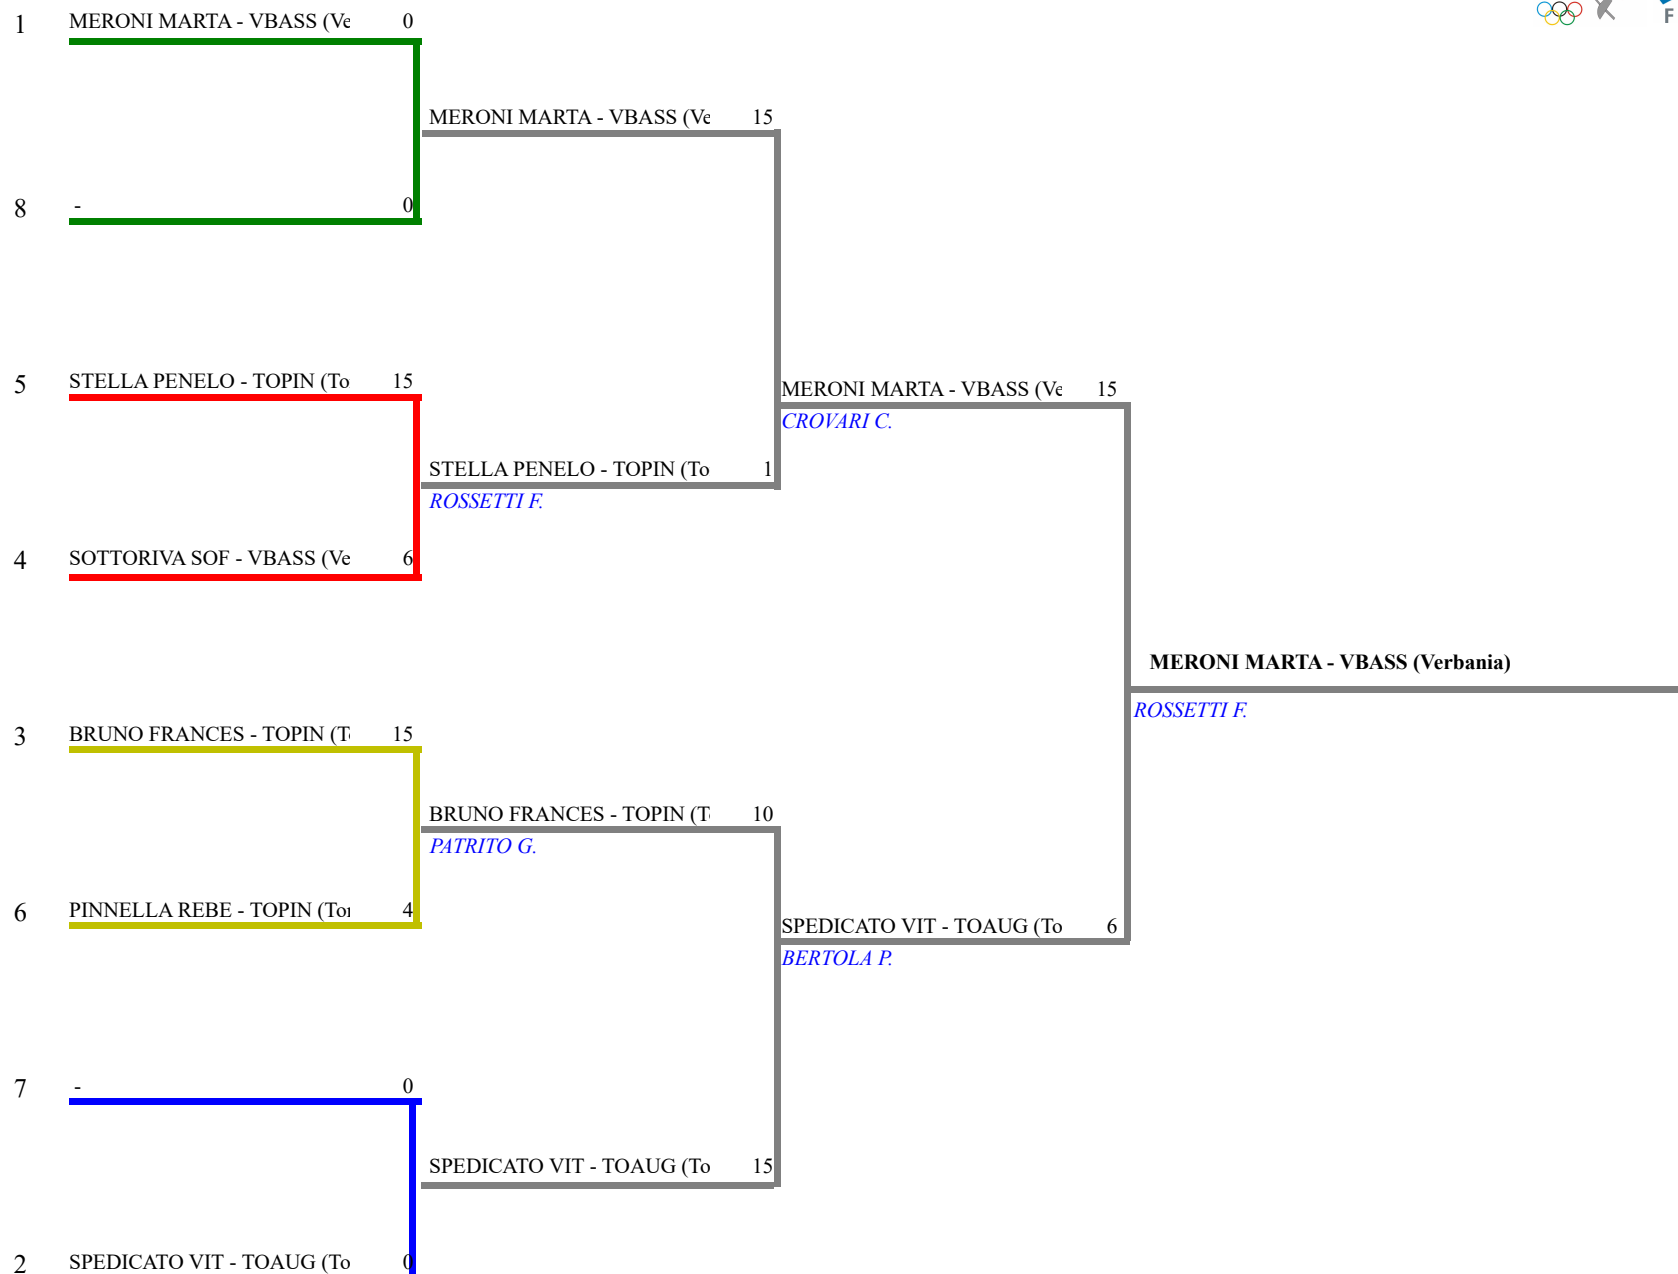 1 MERONI MARTA - VBASS (Ve 0
F
MERONI MARTA - VBASS (Ve 15
8 - 0
5 STELLA PENELO - TOPIN (To 15
MERONI MARTA - VBASS (Ve 15
CROVARI C.
STELLA PENELO - TOPIN (To 1
ROSSETTI F.
4 SOTTORIVA SOF - VBASS (Ve 6
MERONI MARTA - VBASS (Verbania)
ROSSETTI F.
3 BRUNO FRANCES - TOPIN (T 15
BRUNO FRANCES - TOPIN (T 10
PATRITO G.
6 PINNELLA REBE - TOPIN (Tor 4
SPEDICATO VIT - TOAUG (To 6
BERTOLA P.
7 - 0
SPEDICATO VIT - TOAUG (To 15
2 SPEDICATO VIT - TOAUG (To 0